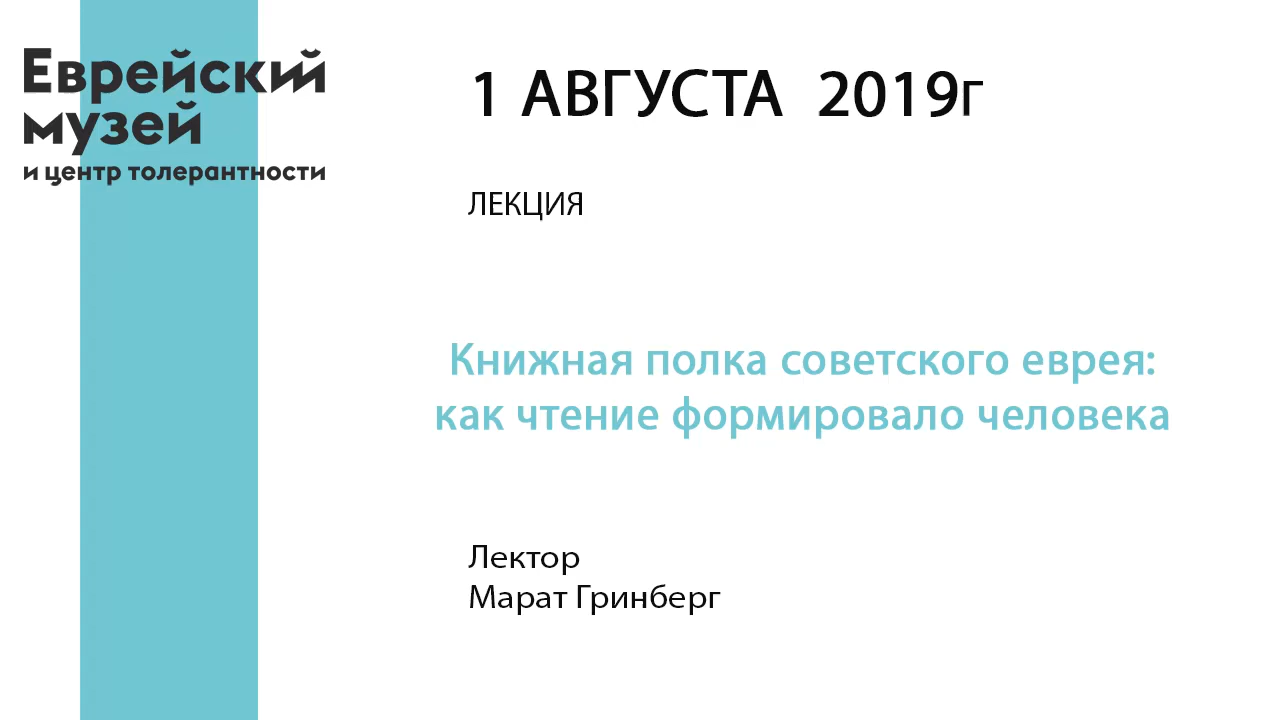 Еврейский
музей
и центр толерантности
1 АВГУСТА 2019г
ЛЕКЦИЯ
Книжная полка советского еврея:
как чтение формировало человека
Лектор
Марат Гринберг